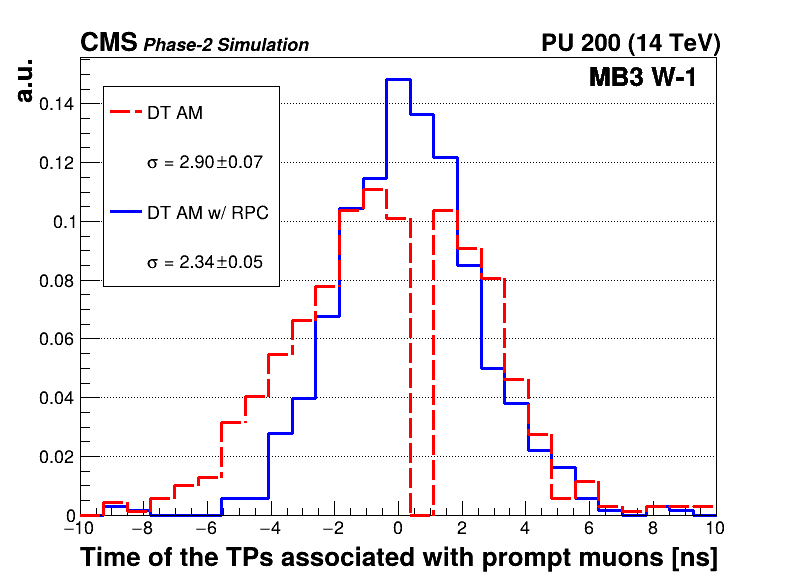 CMS Phase-2 Simulation PU 200 (14 TeV)
MB3 W-1
a.u.
DT AM
σ = 2.90±0.07
DT AM w/ RPC
σ = 2.34±0.05
0.14
0.12
0.1
0.08
0.06
0.04
0.02
0
−10 −8 −6 −4 −2 0 2 4 6 8 10
Time of the TPs associated with prompt muons [ns]